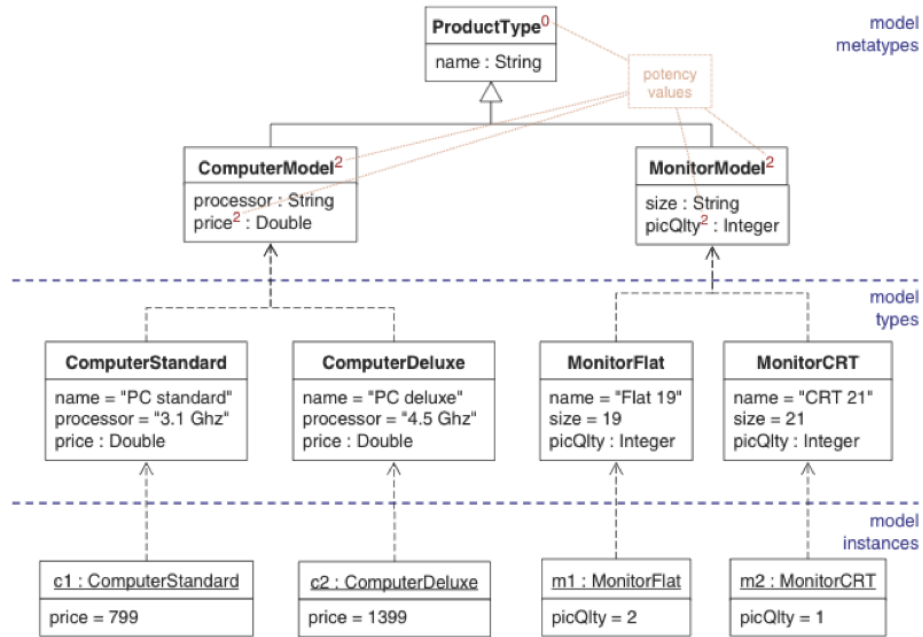 ProductType0
name : String
model
metatypes
potency
values
ComputerModel2
processor : String
price2 : Double
MonitorModel2
size : String
picQlty2 : Integer
model
types
ComputerStandard
name = "PC standard"
processor = "3.1 Ghz"
price : Double
ComputerDeluxe
name = "PC deluxe"
processor = "4.5 Ghz"
price : Double
MonitorFlat
name = "Flat 19"
size = 19
picQlty : Integer
MonitorCRT
name = "CRT 21"
size = 21
picQlty : Integer
model
instances
c1 : ComputerStandard
price = 799
c2 : ComputerDeluxe
price = 1399
m1 : MonitorFlat
picQlty = 2
m2 : MonitorCRT
picQlty = 1